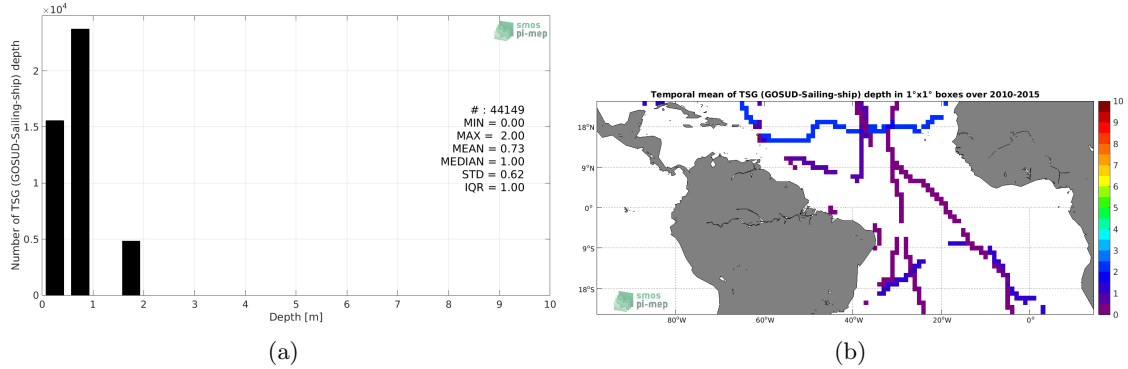 ×10⁴
smos
pi-mep
# : 44149
MIN = 0.00
MAX = 2.00
MEAN = 0.73
MEDIAN = 1.00
STD = 0.62
IQR = 1.00
2
1.5
1
0.5
0
0 1 2 3 4 5 6 7 8 9 10
Number of TSG (GOSUD-Sailing-ship) depth
Depth [m]
(a)
Temporal mean of TSG (GOSUD-Sailing-ship) depth in 1°x1° boxes over 2010-2015
18°N
9°N
0°
9°S
18°S
80°W 60°W 40°W 20°W 0°
smos
pi-mep
10
9
8
7
6
5
4
3
2
1
0
(b)